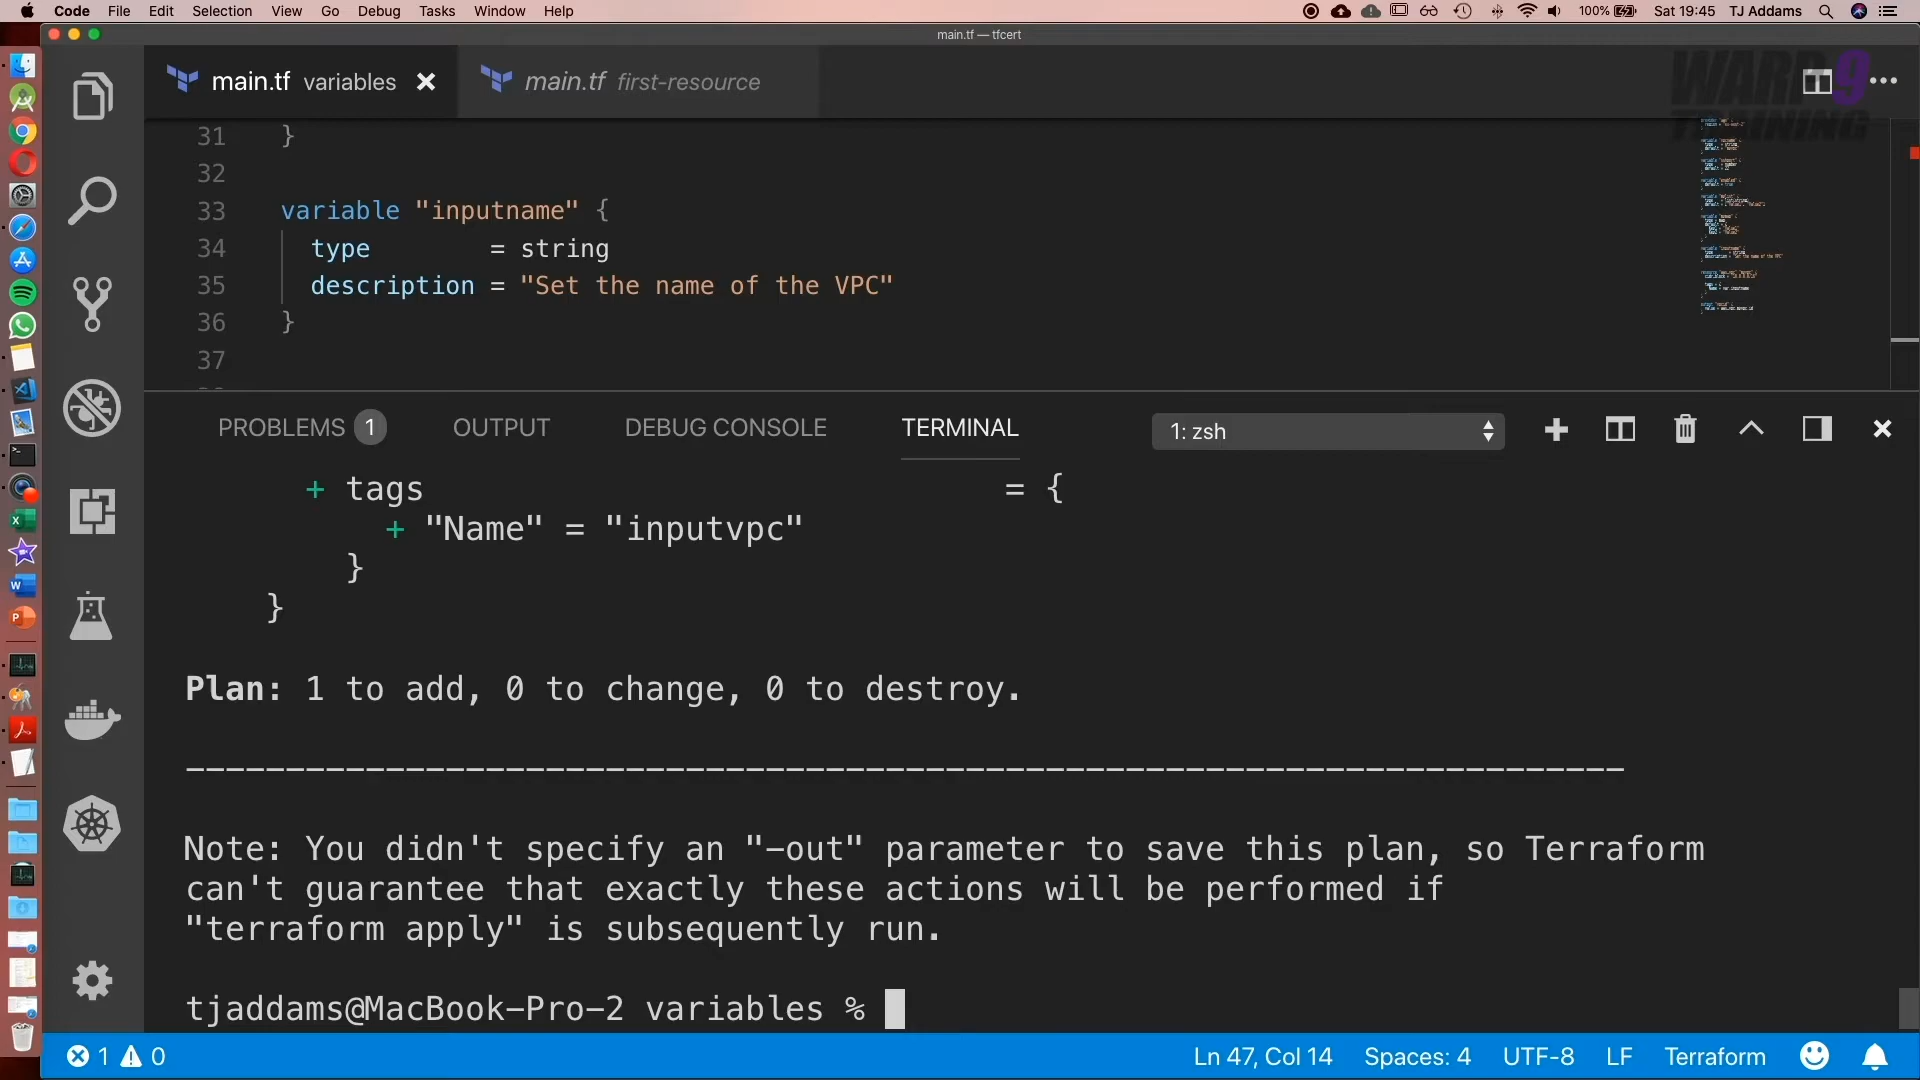 Code File Edit Selection View Go Debug Tasks Window Help 100% Sat 19:45 TJ Addams
main.tf — tfcert
main.tf variables main.tf first-resource
WARP 9
TRAINING
31 }
32
33 variable "inputname" {
34 type = string
35 description = "Set the name of the VPC"
36 }
37
PROBLEMS 1 OUTPUT DEBUG CONSOLE TERMINAL 1: zsh
+ tags = {
+ "Name" = "inputvpc"
}
}
Plan: 1 to add, 0 to change, 0 to destroy.
------------------------------------------------------------------------
Note: You didn't specify an "-out" parameter to save this plan, so Terraform
can't guarantee that exactly these actions will be performed if
"terraform apply" is subsequently run.
tjaddams@MacBook-Pro-2 variables %
1 0 Ln 47, Col 14 Spaces: 4 UTF-8 LF Terraform